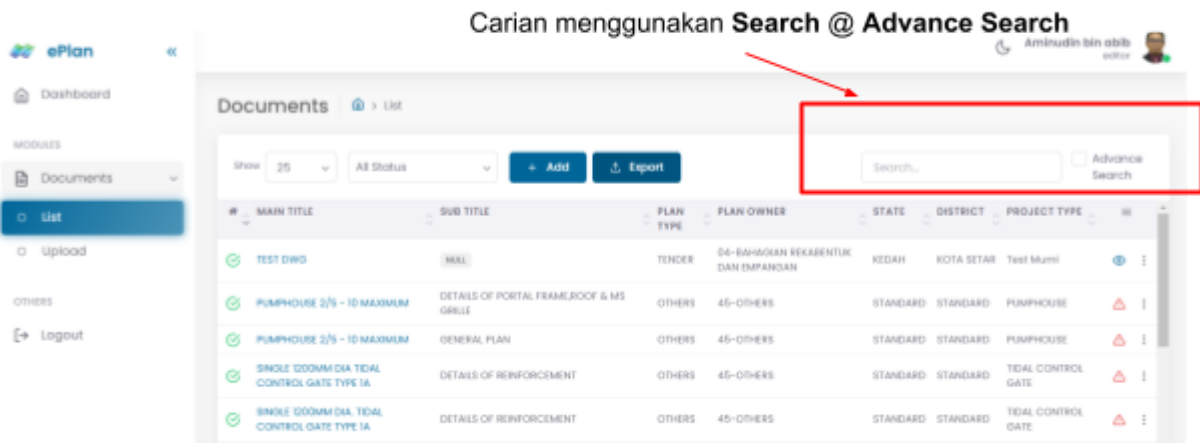 Carian menggunakan Search @ Advance Search
ePlan
«
Aminudin bin abib
editor
Dashboard
Documents
> List
MODULES
Show 25 All Status + Add Export Search... Advance Search
Documents
List
Upload
OTHERS
Logout
# MAIN TITLE SUB TITLE PLAN TYPE PLAN OWNER STATE DISTRICT PROJECT TYPE
TEST DWG NULL TENDER 04-BAHAGIAN REKABENTUK DAN EMPANGAN KEDAH KOTA SETAR Test Mumi
PUMPHOUSE 2/5 - 10 MAXIMUM DETAILS OF PORTAL FRAME,ROOF & MS GRILLE OTHERS 45-OTHERS STANDARD STANDARD PUMPHOUSE
PUMPHOUSE 2/5 - 10 MAXIMUM GENERAL PLAN OTHERS 45-OTHERS STANDARD STANDARD PUMPHOUSE
SINGLE 1200MM DIA TIDAL CONTROL GATE TYPE 1A DETAILS OF REINFORCEMENT OTHERS 45-OTHERS STANDARD STANDARD TIDAL CONTROL GATE
SINGLE 1200MM DIA. TIDAL CONTROL GATE TYPE 1A DETAILS OF REINFORCEMENT OTHERS 45-OTHERS STANDARD STANDARD TIDAL CONTROL GATE